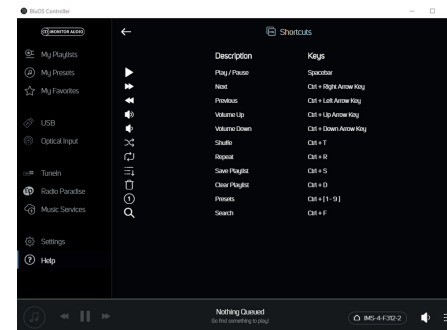 BluOS Controller
MONITOR AUDIO
Shortcuts
My Playlists
My Presets
My Favorites
USB
Optical Input
TuneIn
Radio Paradise
Music Services
Settings
Help
Description Keys
Play / Pause Spacebar
Next Ctrl + Right Arrow Key
Previous Ctrl + Left Arrow Key
Volume Up Ctrl + Up Arrow Key
Volume Down Ctrl + Down Arrow Key
Shuffle Ctrl + T
Repeat Ctrl + R
Save Playlist Ctrl + S
Clear Playlist Ctrl + D
Presets Ctrl + [1 - 9]
Search Ctrl + F
Nothing Queued
Go find something to play!
IMS-4-F312-2